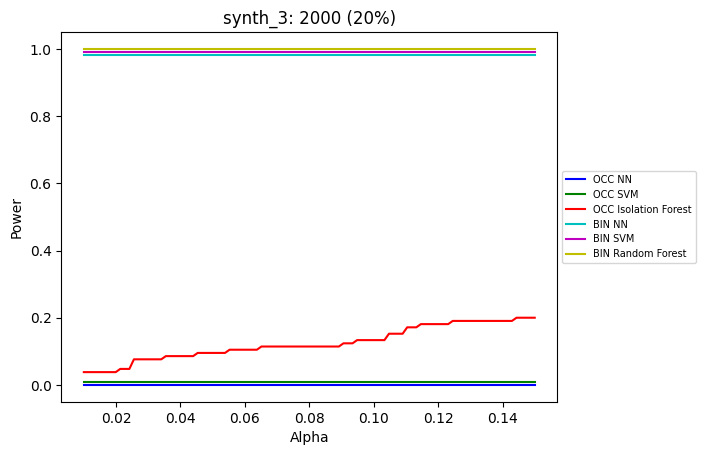 synth_3: 2000 (20%)
Power
1.0
0.8
0.6
0.4
0.2
0.0
0.02 0.04 0.06 0.08 0.10 0.12 0.14
Alpha
OCC NN
OCC SVM
OCC Isolation Forest
BIN NN
BIN SVM
BIN Random Forest